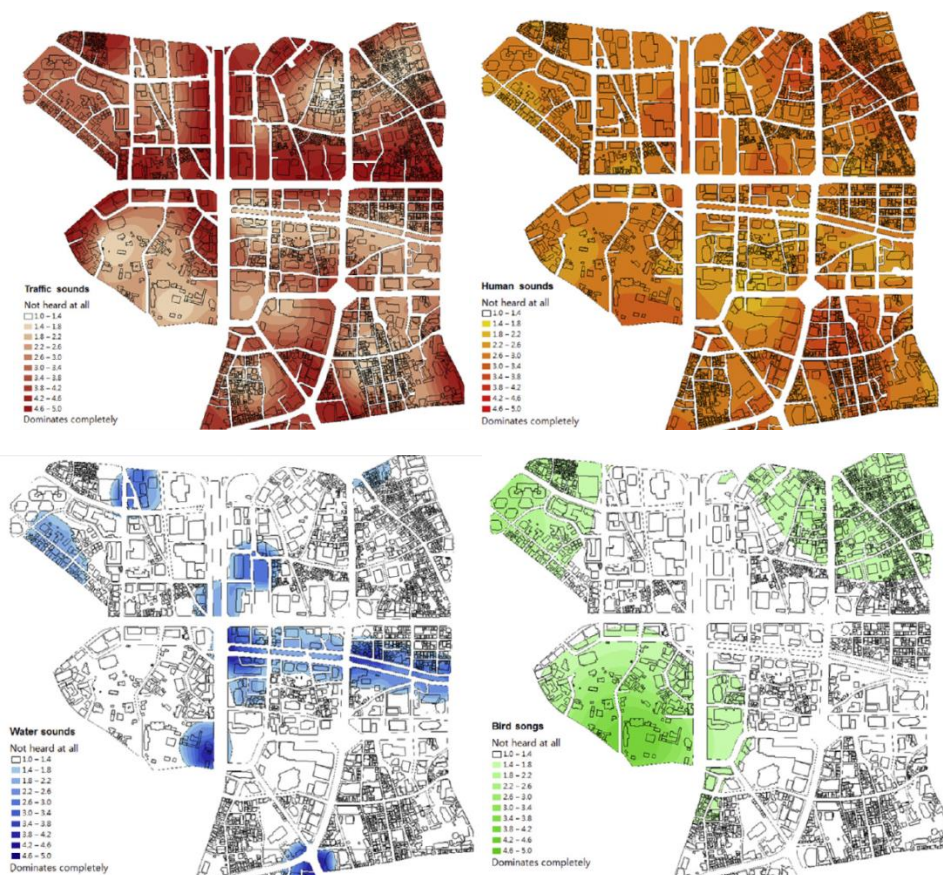 Traffic sounds
Not heard at all
1.0 – 1.4
1.4 – 1.8
1.8 – 2.2
2.2 – 2.6
2.6 – 3.0
3.0 – 3.4
3.4 – 3.8
3.8 – 4.2
4.2 – 4.6
4.6 – 5.0
Dominates completely
Human sounds
Not heard at all
1.0 – 1.4
1.4 – 1.8
1.8 – 2.2
2.2 – 2.6
2.6 – 3.0
3.0 – 3.4
3.4 – 3.8
3.8 – 4.2
4.2 – 4.6
4.6 – 5.0
Dominates completely
Water sounds
Not heard at all
1.0 – 1.4
1.4 – 1.8
1.8 – 2.2
2.2 – 2.6
2.6 – 3.0
3.0 – 3.4
3.4 – 3.8
3.8 – 4.2
4.2 – 4.6
4.6 – 5.0
Dominates completely
Bird songs
Not heard at all
1.0 – 1.4
1.4 – 1.8
1.8 – 2.2
2.2 – 2.6
2.6 – 3.0
3.0 – 3.4
3.4 – 3.8
3.8 – 4.2
4.2 – 4.6
4.6 – 5.0
Dominates completely